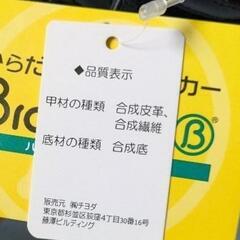 からだ
カー
Bio
β
◆品質表示
甲材の種類 合成皮革、
合成繊維
底材の種類 合成底
販売元 ㈱チヨダ
東京都杉並区荻窪4丁目30番16号
藤澤ビルディング